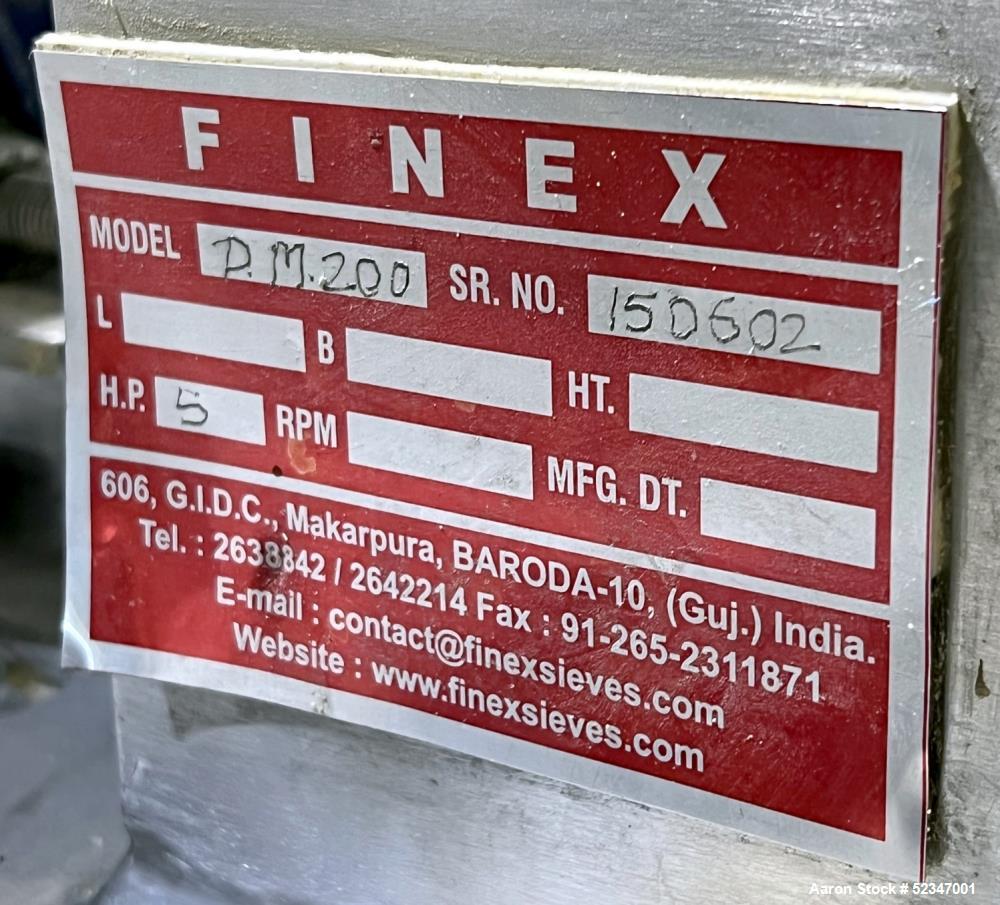 FINEX
MODEL D.M.200 SR. NO. 15D602
L B HT.
H.P. 5 RPM MFG. DT.
606, G.I.D.C., Makarpura, BARODA-10, (Guj.) India.
Tel. : 2638842 / 2642214 Fax : 91-265-2311871
E-mail : contact@finexsieves.com
Website : www.finexsieves.com
Aaron Stock # 52347001